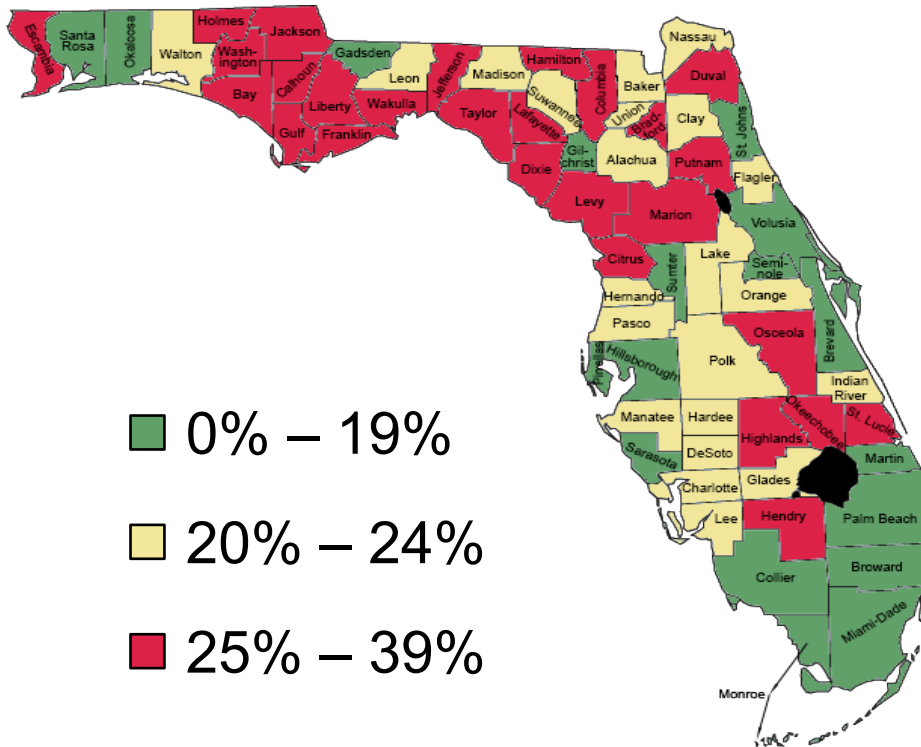 Escambia
Santa
Rosa
Okaloosa
Walton
Holmes
Wash-
ington
Jackson
Bay
Calhoun
Gulf
Liberty
Franklin
Gadsden
Leon
Wakulla
Jefferson
Madison
Taylor
Hamilton
Suwannee
Lafayette
Dixie
Columbia
Gil-
christ
Levy
Baker
Union
Brad-
ford
Alachua
Marion
Nassau
Duval
Clay
St Johns
Putnam
Flagler
Volusia
Citrus
Sumter
Lake
Semi-
nole
Hernando
Orange
Pasco
Pinellas
Hillsborough
Polk
Osceola
Brevard
Indian
River
Manatee
Hardee
Highlands
Okeechobee
St. Lucie
Sarasota
DeSoto
Martin
Charlotte
Glades
Lee
Hendry
Palm Beach
Collier
Broward
Miami-Dade
Monroe
0% – 19%
20% – 24%
25% – 39%